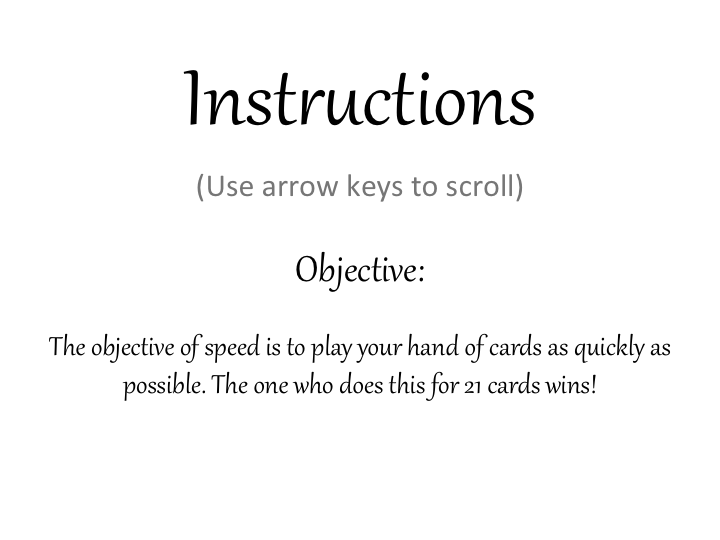 Instructions
(Use arrow keys to scroll)
Objective:
The objective of speed is to play your hand of cards as quickly as
possible. The one who does this for 21 cards wins!